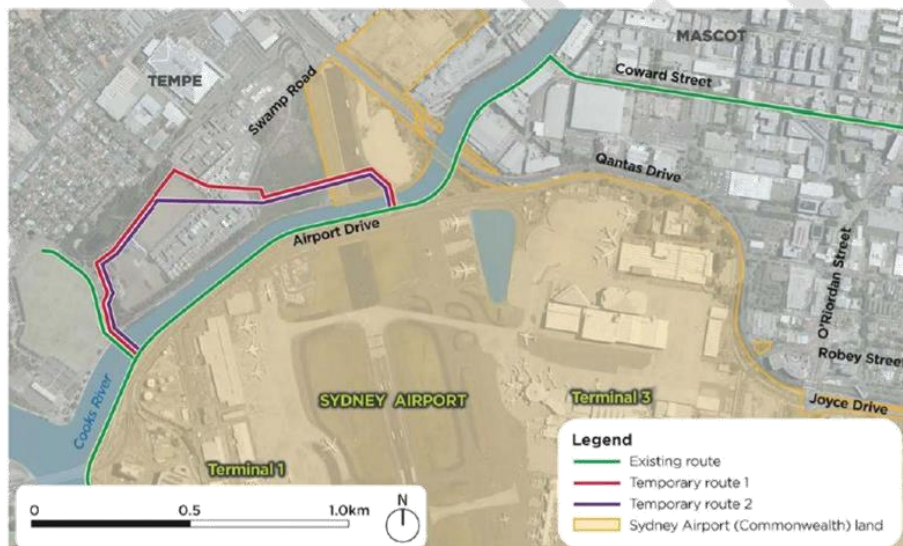 MASCOT
TEMPE
Coward Street
Swamp Road
Qantas Drive
Airport Drive
O'Riordan Street
Robey Street
Cooks River
SYDNEY AIRPORT
Terminal 3
Joyce Drive
Terminal 1
Legend
Existing route
Temporary route 1
Temporary route 2
Sydney Airport (Commonwealth) land
0 0.5 1.0km
N